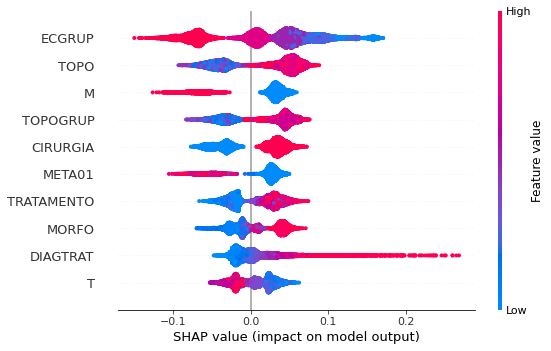 High
ECGRUP
TOPO
M
TOPOGRUP
CIRURGIA
META01
TRATAMENTO
MORFO
DIAGTRAT
T
Feature value
Low
−0.1 0.0 0.1 0.2
SHAP value (impact on model output)